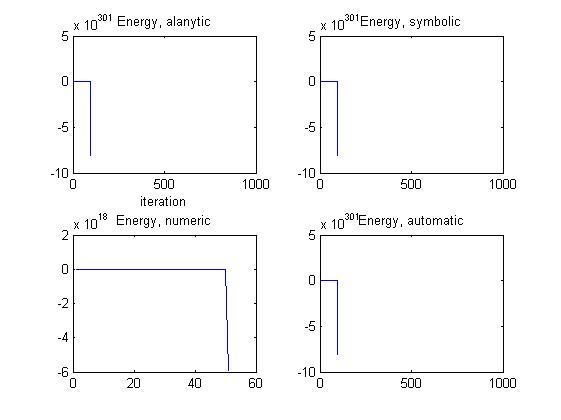 x 10^301 Energy, alanytic
5
0
-5
-10
0 500 1000
iteration
x 10^301 Energy, symbolic
5
0
-5
-10
0 500 1000
x 10^18 Energy, numeric
2
0
-2
-4
-6
0 20 40 60
x 10^301 Energy, automatic
5
0
-5
-10
0 500 1000